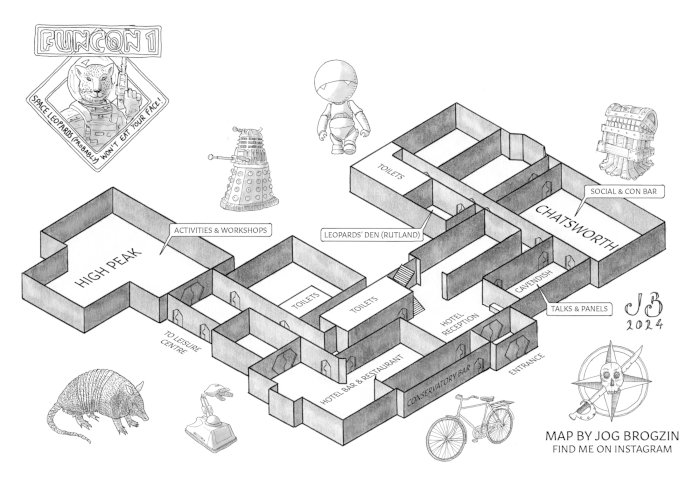 FUNCON 1
SPACE LEOPARDS (PROBABLY) WON'T EAT YOUR FACE!
TOILETS
SOCIAL & CON BAR
CHATSWORTH
ACTIVITIES & WORKSHOPS
LEOPARDS' DEN (RUTLAND)
HIGH PEAK
CAVENDISH
TOILETS
TOILETS
TALKS & PANELS
HOTEL
RECEPTION
JB
2024
TO LEISURE
CENTRE
HOTEL BAR & RESTAURANT
CONSERVATORY BAR
ENTRANCE
MAP BY JOG BROGZIN
FIND ME ON INSTAGRAM